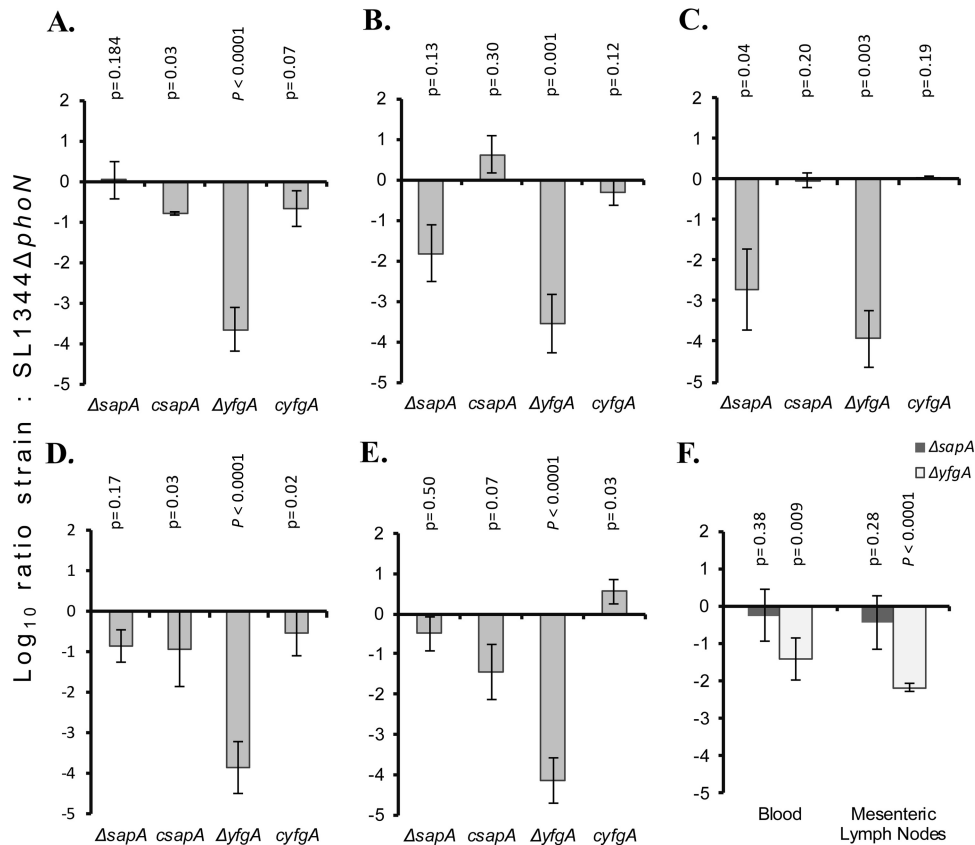 Log10 ratio strain : SL1344ΔphoN
A.
p=0.184
p=0.03
P < 0.0001
p=0.07
2
1
0
-1
-2
-3
-4
-5
ΔsapA csapA ΔyfgA cyfgA
B.
p=0.13
p=0.30
p=0.001
p=0.12
2
1
0
-1
-2
-3
-4
-5
ΔsapA csapA ΔyfgA cyfgA
C.
p=0.04
p=0.20
p=0.003
p=0.19
2
1
0
-1
-2
-3
-4
-5
ΔsapA csapA ΔyfgA cyfgA
D.
p=0.17
p=0.03
p<0.0001
p=0.02
2
1
0
-1
-2
-3
-4
-5
ΔsapA csapA ΔyfgA cyfgA
E.
p=0.50
p=0.07
P < 0.0001
p=0.03
2
1
0
-1
-2
-3
-4
-5
ΔsapA csapA ΔyfgA cyfgA
F.
ΔsapA
ΔyfgA
p=0.38
p=0.009
p=0.28
P < 0.0001
2
1
0
-1
-2
-3
-4
-5
Blood
Mesenteric
Lymph Nodes